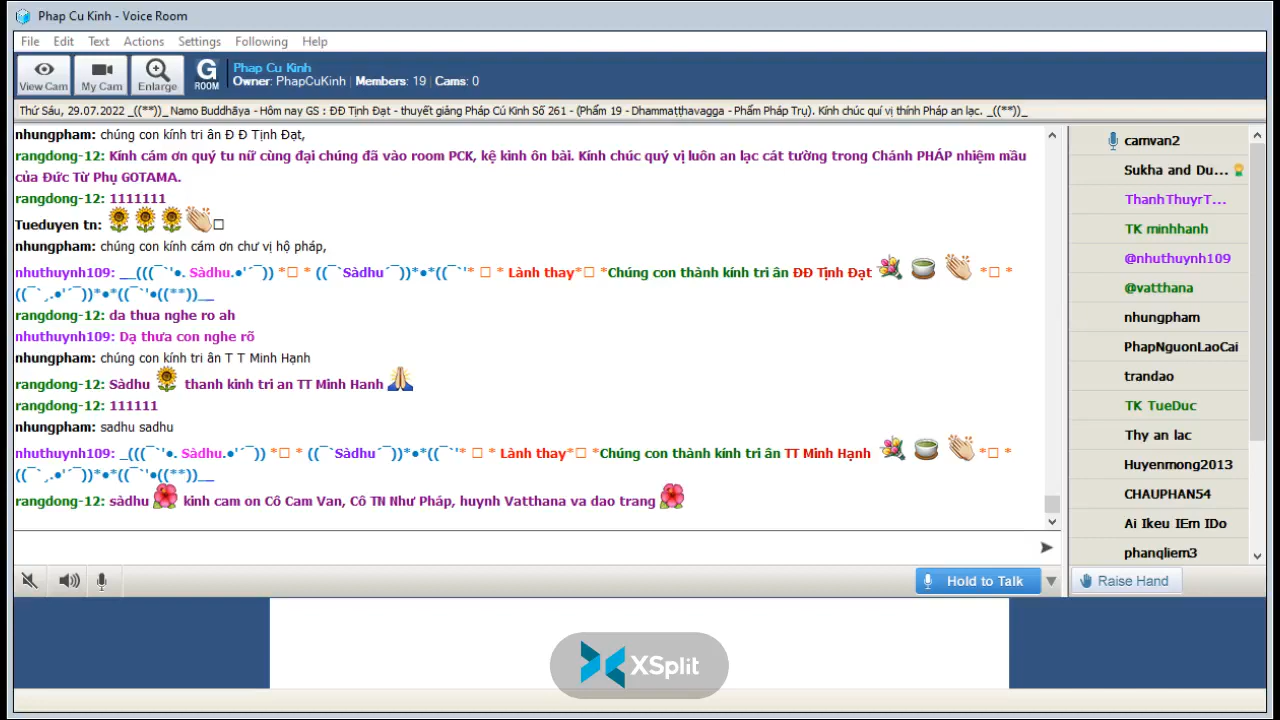 Phap Cu Kinh - Voice Room
File Edit Text Actions Settings Following Help
View Cam My Cam Enlarge G ROOM
Phap Cu Kinh
Owner: PhapCuKinh | Members: 19 | Cams: 0
Thứ Sáu, 29.07.2022 _((**))_ Namo Buddhāya - Hôm nay GS : ĐĐ Tịnh Đạt - thuyết giảng Pháp Cú Kinh Số 261 - (Phẩm 19 - Dhammaṭṭhavagga - Phẩm Pháp Trụ). Kính chúc quí vị thính Pháp an lạc. _((**))_
nhungpham: chúng con kính tri ân Đ Đ Tịnh Đạt,
rangdong-12: Kính cám ơn quý tu nữ cùng đại chúng đã vào room PCK, kệ kinh ôn bài. Kính chúc quý vị luôn an lạc cát tường trong Chánh PHÁP nhiệm mầu
của Đức Từ Phụ GOTAMA.
rangdong-12: 1111111
Tueduyen tn: 🌻🌻🌻👏□
nhungpham: chúng con kính cám ơn chư vị hộ pháp,
nhuthuynh109: __(((¯`'●. Sàdhu.●'´¯)) *□ * ((¯`Sàdhu´¯))*●*((¯`'* □ * Lành thay*□ *Chúng con thành kính tri ân ĐĐ Tịnh Đạt 💐 🍵 👏 *□ *
((¯`¸.●'´¯))*●*((¯`'●((**))__
rangdong-12: da thua nghe ro ah
nhuthuynh109: Dạ thưa con nghe rõ
nhungpham: chúng con kính tri ân T T Minh Hạnh
rangdong-12: Sàdhu 🌻 thanh kinh tri an TT Minh Hanh 🙏
rangdong-12: 111111
nhungpham: sadhu sadhu
nhuthuynh109: _(((¯`'●. Sàdhu.●'´¯)) *□ * ((¯`Sàdhu´¯))*●*((¯`'* □ * Lành thay*□ *Chúng con thành kính tri ân TT Minh Hạnh 💐 🍵 👏 *□ *
((¯`¸.●'´¯))*●*((¯`'●((**))__
rangdong-12: sàdhu 🌺 kinh cam on Cô Cam Van, Cô TN Như Pháp, huynh Vatthana va dao trang 🌺
camvan2
Sukha and Du...
ThanhThuyrT...
TK minhhanh
@nhuthuynh109
@vatthana
nhungpham
PhapNguonLaoCai
trandao
TK TueDuc
Thy an lac
Huyenmong2013
CHAUPHAN54
Ai Ikeu IEm IDo
phanqliem3
Hold to Talk
Raise Hand
XSplit